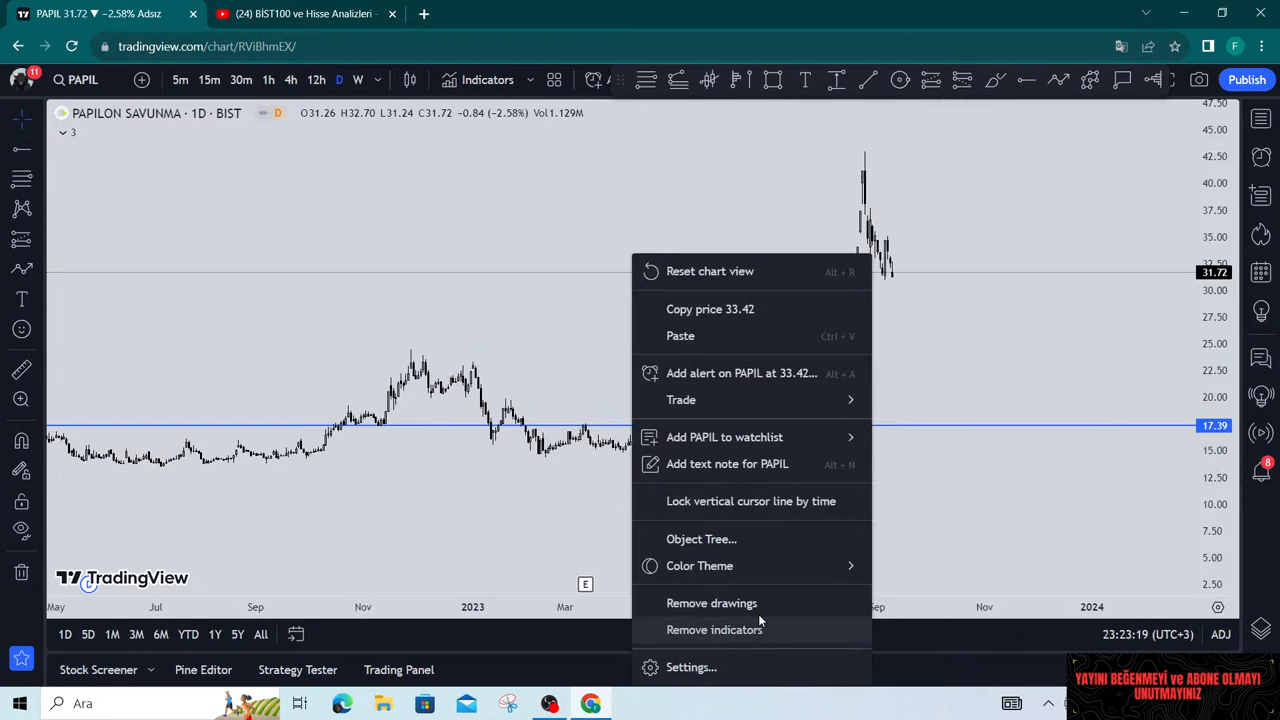 PAPIL 31.72 ▼ −2.58% Adsız
(24) BİST100 ve Hisse Analizleri -
tradingview.com/chart/RViBhmEX/
F
11
PAPIL
5m 15m 30m 1h 4h 12h D W
Indicators
Publish
PAPILON SAVUNMA · 1D · BIST
D
O31.26 H32.70 L31.24 C31.72 −0.84 (−2.58%) Vol1.129M
3
47.50
45.00
42.50
40.00
37.50
35.00
32.50
31.72
30.00
27.50
25.00
22.50
20.00
17.39
15.00
12.50
10.00
7.50
5.00
2.50
Reset chart view Alt + R
Copy price 33.42
Paste Ctrl + V
Add alert on PAPIL at 33.42... Alt + A
Trade
Add PAPIL to watchlist
Add text note for PAPIL Alt + N
Lock vertical cursor line by time
Object Tree...
Color Theme
Remove drawings
Remove indicators
Settings...
8
TradingView
D
E
May Jul Sep Nov 2023 Mar Sep Nov 2024
1D 5D 1M 3M 6M YTD 1Y 5Y All
23:23:19 (UTC+3) ADJ
Stock Screener Pine Editor Strategy Tester Trading Panel
Ara
YAYINI BEĞENMEYİ ve ABONE OLMAYI
UNUTMAYINIZ